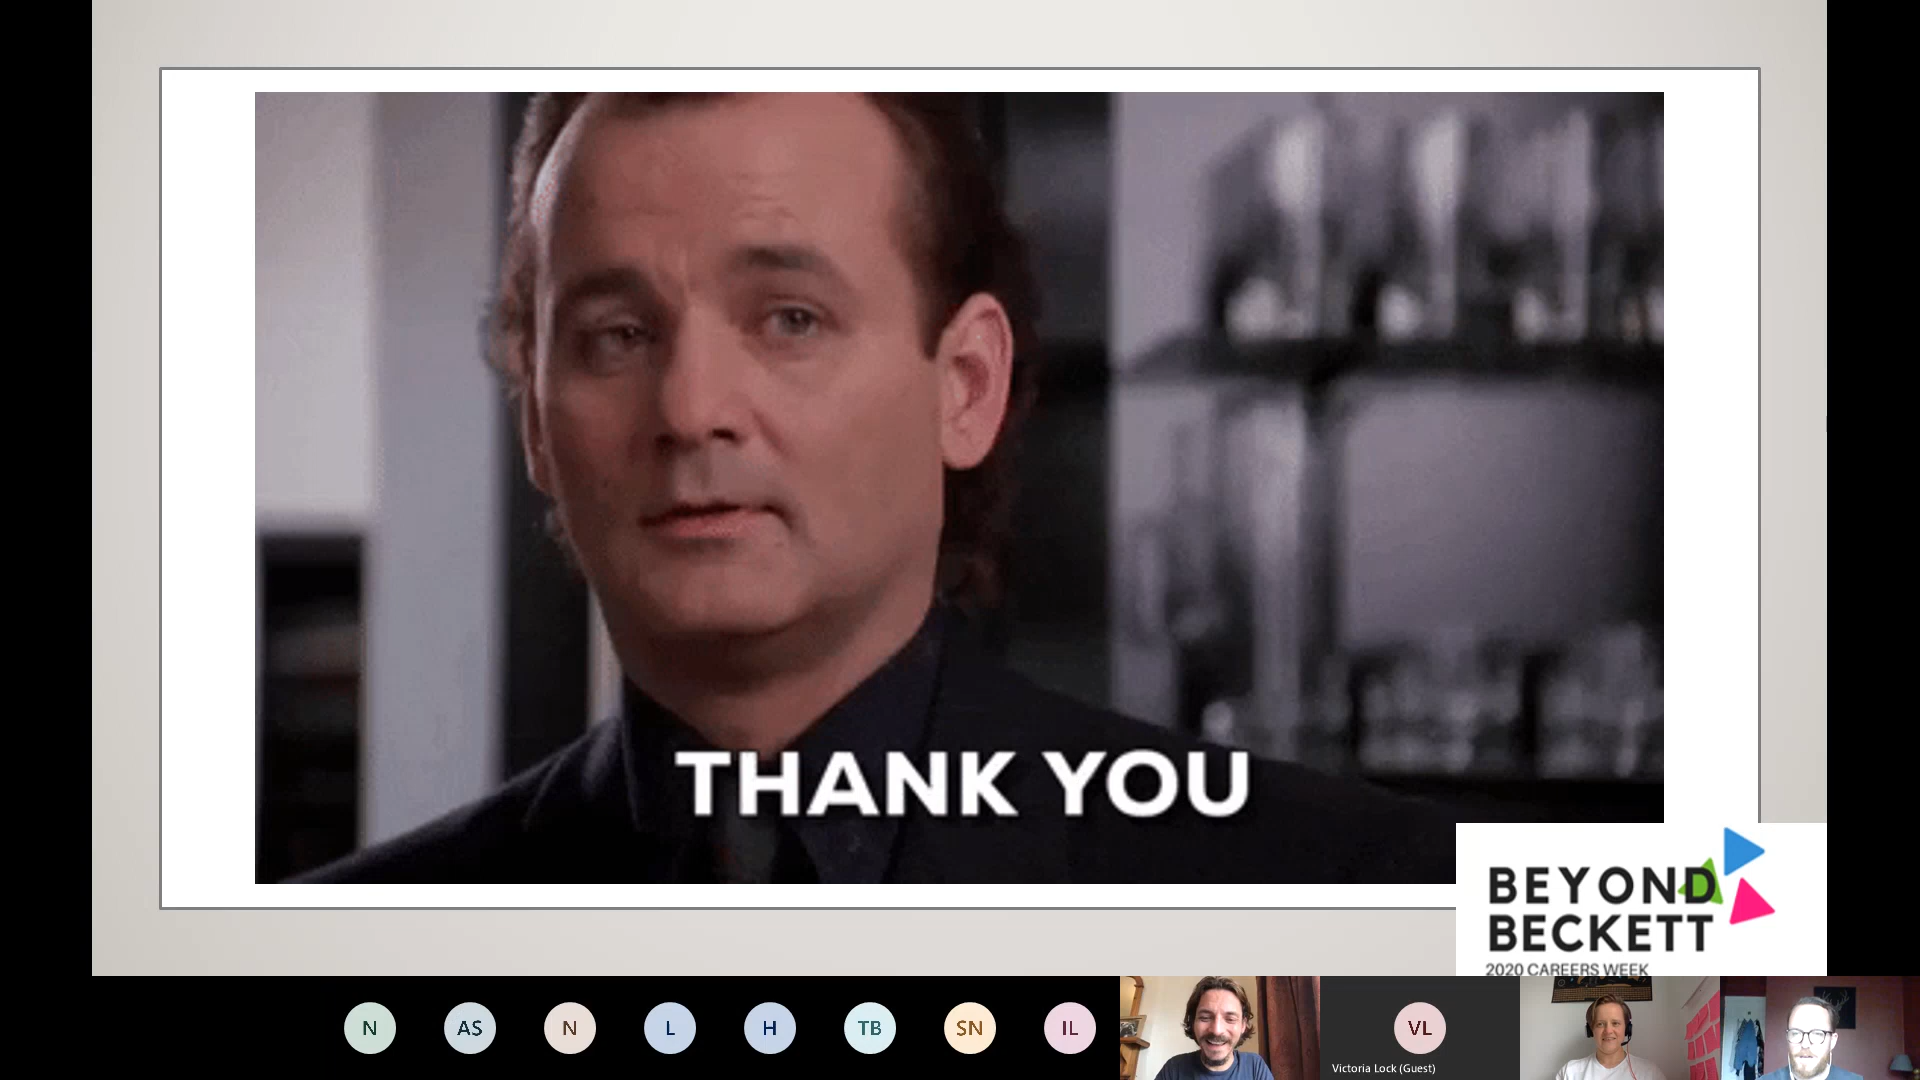 THANK YOU
BEYOND
BECKETT
2020 CAREERS WEEK
N
AS
N
L
H
TB
SN
IL
VL
Victoria Lock (Guest)